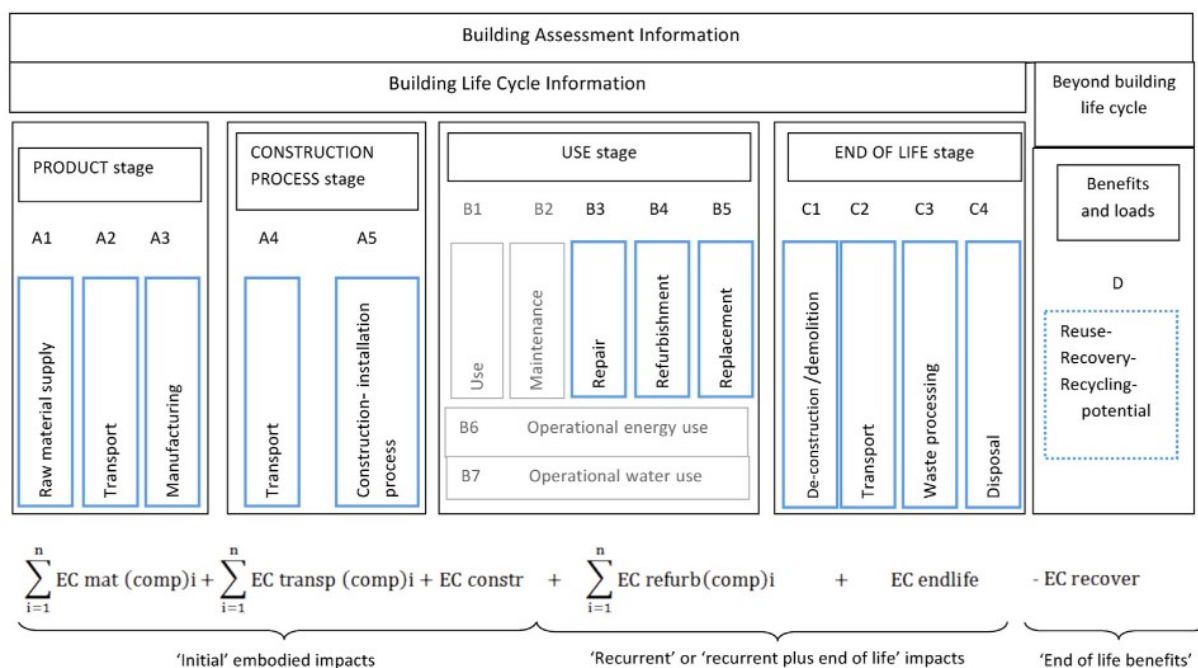 Building Assessment Information
Building Life Cycle Information
Beyond building
life cycle
PRODUCT stage
CONSTRUCTION
PROCESS stage
USE stage
END OF LIFE stage
Benefits
and loads
A1 A2 A3
A4 A5
B1 B2 B3 B4 B5
C1 C2 C3 C4
D
Raw material supply
Transport
Manufacturing
Transport
Construction- installation
process
Use
Maintenance
Repair
Refurbishment
Replacement
B6 Operational energy use
B7 Operational water use
De-construction /demolition
Transport
Waste processing
Disposal
Reuse-
Recovery-
Recycling-
potential
n n n
∑ EC mat (comp)i + ∑ EC transp (comp)i + EC constr + ∑ EC refurb(comp)i + EC endlife - EC recover
i=1 i=1 i=1
'Initial' embodied impacts
'Recurrent' or 'recurrent plus end of life' impacts
'End of life benefits'